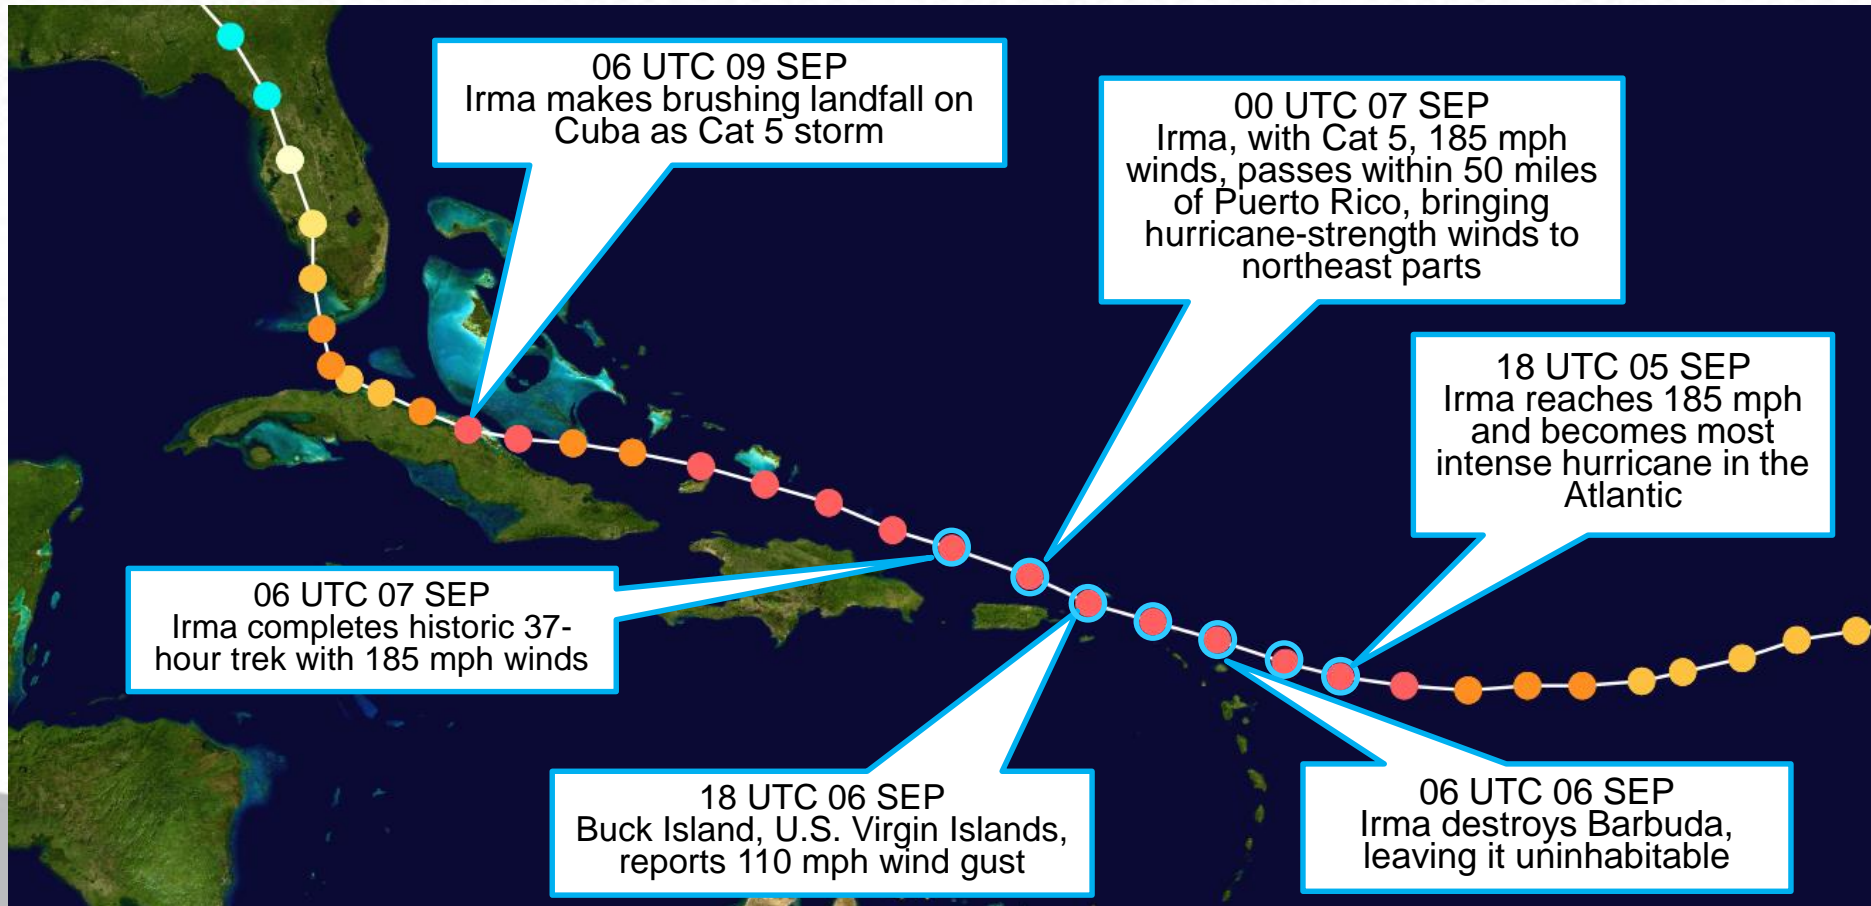 06 UTC 09 SEP
Irma makes brushing landfall on
Cuba as Cat 5 storm
00 UTC 07 SEP
Irma, with Cat 5, 185 mph
winds, passes within 50 miles
of Puerto Rico, bringing
hurricane-strength winds to
northeast parts
18 UTC 05 SEP
Irma reaches 185 mph
and becomes most
intense hurricane in the
Atlantic
06 UTC 07 SEP
Irma completes historic 37-
hour trek with 185 mph winds
18 UTC 06 SEP
Buck Island, U.S. Virgin Islands,
reports 110 mph wind gust
06 UTC 06 SEP
Irma destroys Barbuda,
leaving it uninhabitable